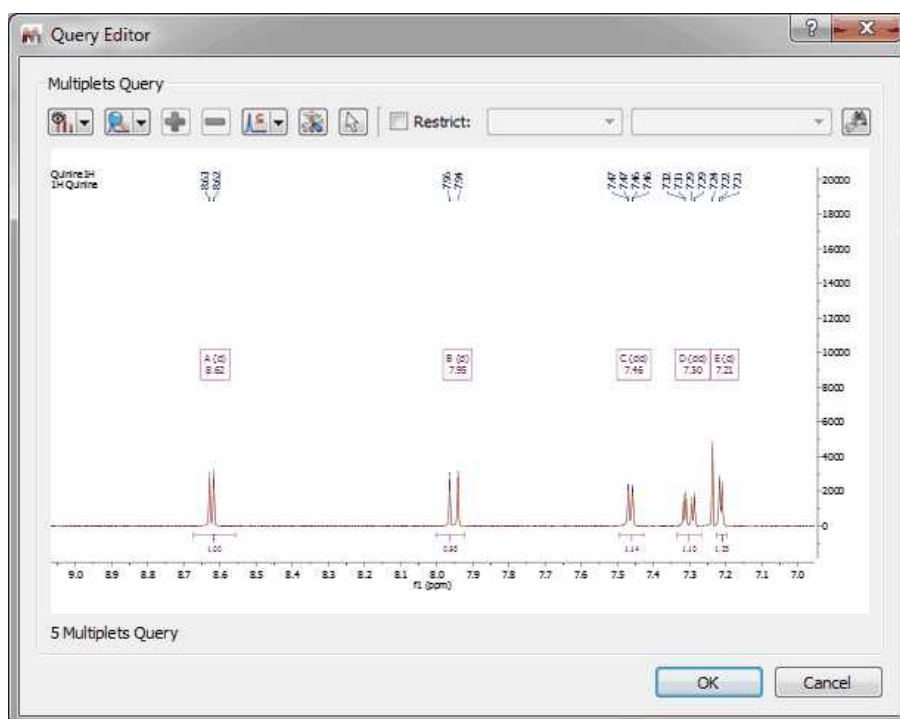 Query Editor
Multiplets Query
Restrict:
Quinine1H
1H Quinine
8.63
8.62
7.95
7.94
7.47
7.47
7.46
7.46
7.32
7.31
7.29
7.29
7.24
7.22
7.21
20000
18000
16000
14000
12000
10000
8000
6000
4000
2000
0
A (d)
8.62
B (d)
7.95
C (dd)
7.46
D (dd)
7.30
E (d)
7.21
1.00
0.95
1.14
1.10
1.25
9.0 8.9 8.8 8.7 8.6 8.5 8.4 8.3 8.2 8.1 8.0 7.9 7.8 7.7 7.6 7.5 7.4 7.3 7.2 7.1 7.0
f1 (ppm)
5 Multiplets Query
OK Cancel